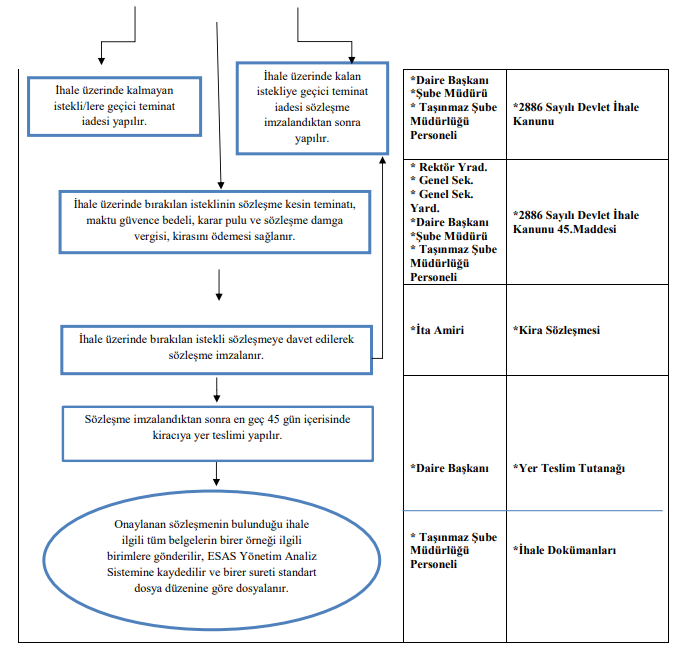 İhale üzerinde kalmayan
istekli/lere geçici teminat
iadesi yapılır.
İhale üzerinde kalan
istekliye geçici teminat
iadesi sözleşme
imzalandıktan sonra
yapılır.
*Daire Başkanı
*Şube Müdürü
* Taşınmaz Şube
Müdürlüğü
Personeli
*2886 Sayılı Devlet İhale
Kanunu
İhale üzerinde bırakılan isteklinin sözleşme kesin teminatı,
maktu güvence bedeli, karar pulu ve sözleşme damga
vergisi, kirasını ödemesi sağlanır.
* Rektör Yrad.
* Genel Sek.
* Genel Sek.
Yard.
*Daire Başkanı
*Şube Müdürü
* Taşınmaz Şube
Müdürlüğü
Personeli
*2886 Sayılı Devlet İhale
Kanunu 45.Maddesi
İhale üzerinde bırakılan istekli sözleşmeye davet edilerek
sözleşme imzalanır.
*İta Amiri
*Kira Sözleşmesi
Sözleşme imzalandıktan sonra en geç 45 gün içerisinde
kiracıya yer teslimi yapılır.
*Daire Başkanı
*Yer Teslim Tutanağı
Onaylanan sözleşmenin bulunduğu ihale
ilgili tüm belgelerin birer örneği ilgili
birimlere gönderilir, ESAS Yönetim Analiz
Sistemine kaydedilir ve birer sureti standart
dosya düzenine göre dosyalanır.
* Taşınmaz Şube
Müdürlüğü
Personeli
*İhale Dokümanları